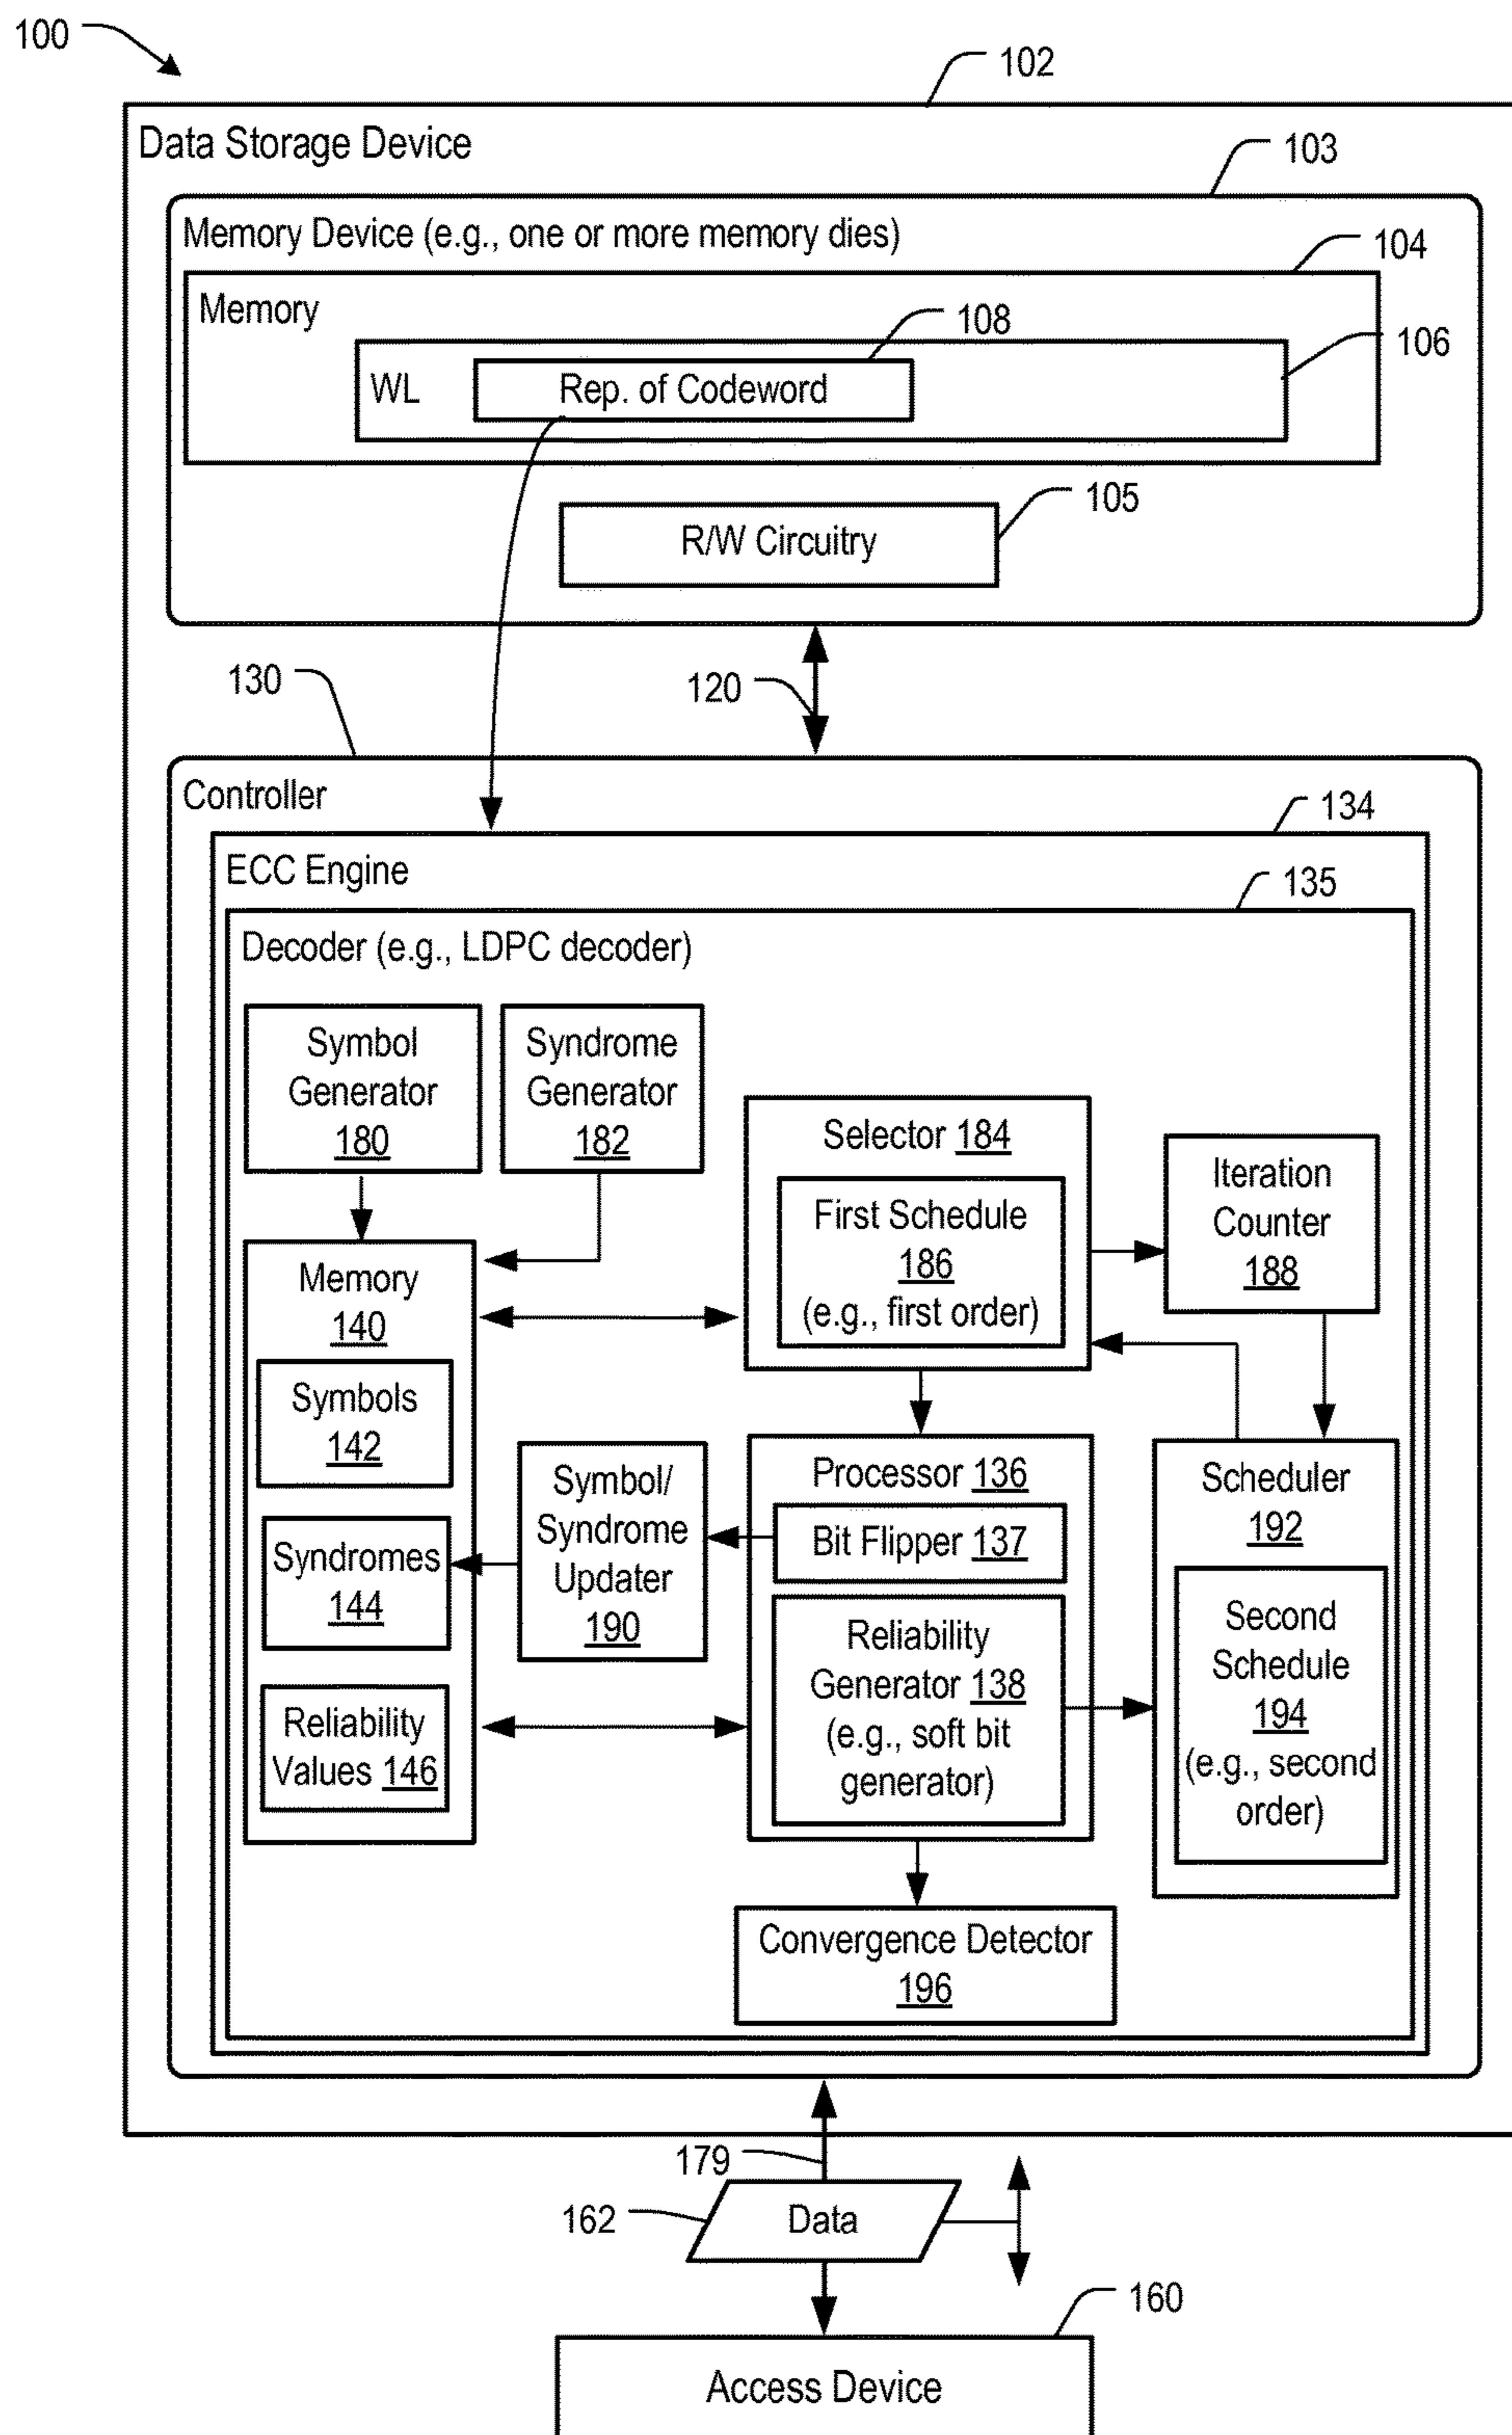 100
102
Data Storage Device
103
Memory Device (e.g., one or more memory dies)
104
Memory
108
106
WL
Rep. of Codeword
105
R/W Circuitry
130
120
Controller
134
ECC Engine
135
Decoder (e.g., LDPC decoder)
Symbol
Generator
180
Syndrome
Generator
182
Selector 184
First Schedule
186
(e.g., first order)
Iteration
Counter
188
Memory
140
Symbols
142
Syndromes
144
Reliability
Values 146
Symbol/
Syndrome
Updater
190
Processor 136
Bit Flipper 137
Reliability
Generator 138
(e.g., soft bit
generator)
Scheduler
192
Second
Schedule
194
(e.g., second
order)
Convergence Detector
196
179
162
Data
160
Access Device